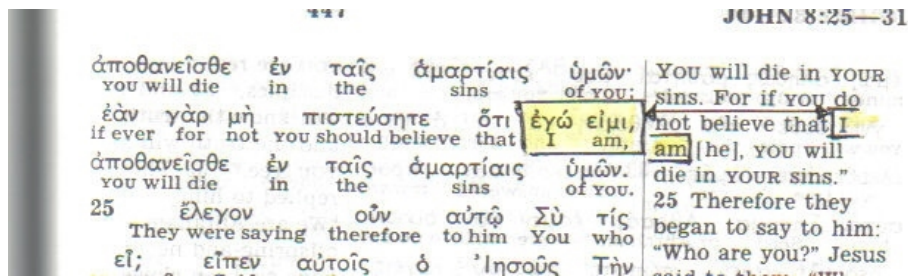 447
JOHN 8:25—31
ἀποθανεῖσθε ἐν ταῖς ἁμαρτίαις ὑμῶν·
you will die in the sins of you;
ἐὰν γὰρ μὴ πιστεύσητε ὅτι ἐγώ εἰμι,
if ever for not you should believe that I am,
ἀποθανεῖσθε ἐν ταῖς ἁμαρτίαις ὑμῶν.
you will die in the sins of you.
25 ἔλεγον οὖν αὐτῷ Σὺ τίς
They were saying therefore to him You who
εἶ; εἶπεν αὐτοῖς ὁ Ἰησοῦς Τὴν
YOU will die in YOUR
sins. For if YOU do
not believe that I
am [he], YOU will
die in YOUR sins.”
25 Therefore they
began to say to him:
“Who are you?” Jesus
said to them: